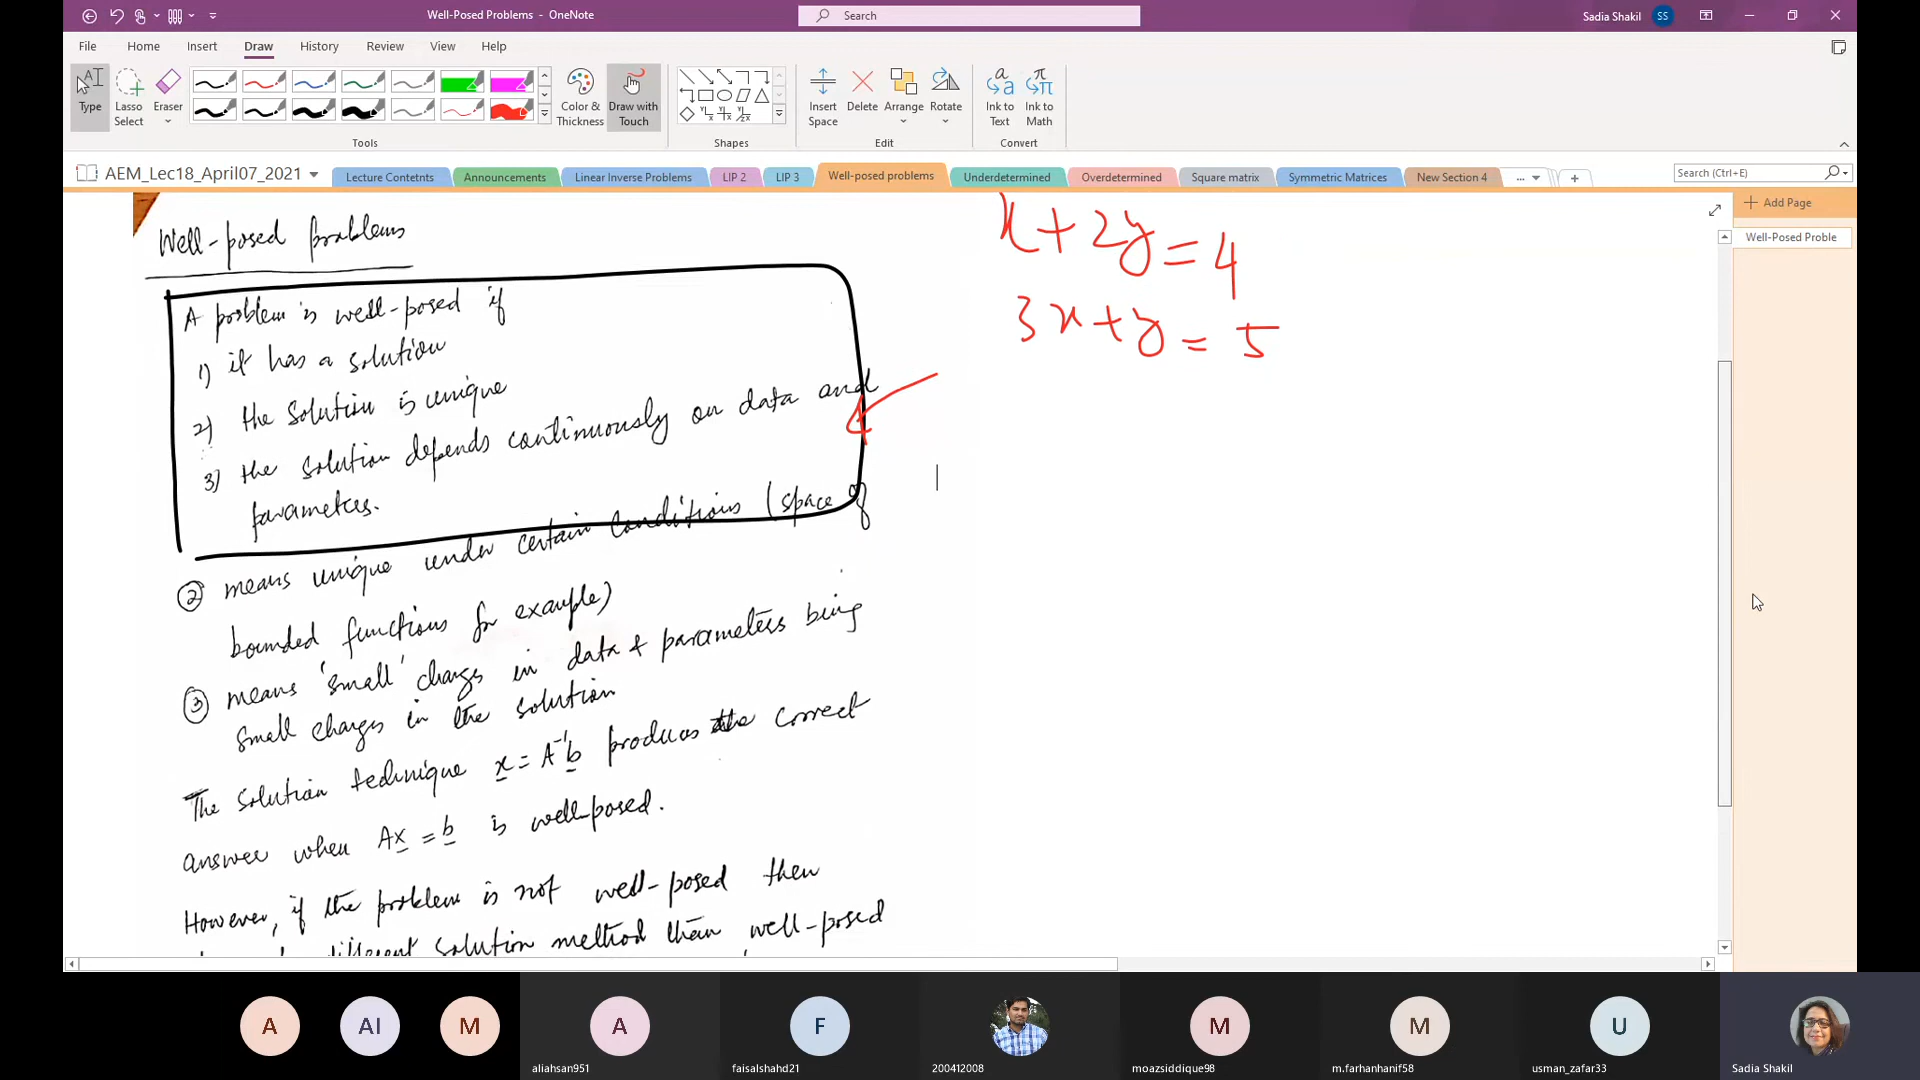 Well-Posed Problems - OneNote
Search
Sadia Shakil
SS
File Home Insert Draw History Review View Help
Type
Lasso Select
Eraser
Color & Thickness
Draw with Touch
Insert Space
Delete
Arrange
Rotate
Ink to Text
Ink to Math
Tools
Shapes
Edit
Convert
AEM_Lec18_April07_2021
Lecture Contetnts
Announcements
Linear Inverse Problems
LIP 2
LIP 3
Well-posed problems
Underdetermined
Overdetermined
Square matrix
Symmetric Matrices
New Section 4
...
Search (Ctrl+E)
Add Page
Well-Posed Proble
Well-posed problems
A problem is well-posed if
1) it has a solution
2) the solution is unique
3) the solution depends continuously on data and
parameters.
② means unique under certain conditions (space of
bounded functions for example)
③ means 'small' changes in data & parameters being
small changes in the solution
The solution technique x = A⁻¹b produces the correct
answer when Ax = b is well-posed.
However, if the problem is not well-posed then
different solution method than well-posed
x + 2y = 4
3x + y = 5
A
AI
M
A
aliahsan951
F
faisalshahd21
200412008
M
moazsiddique98
M
m.farhanhanif58
U
usman_zafar33
Sadia Shakil